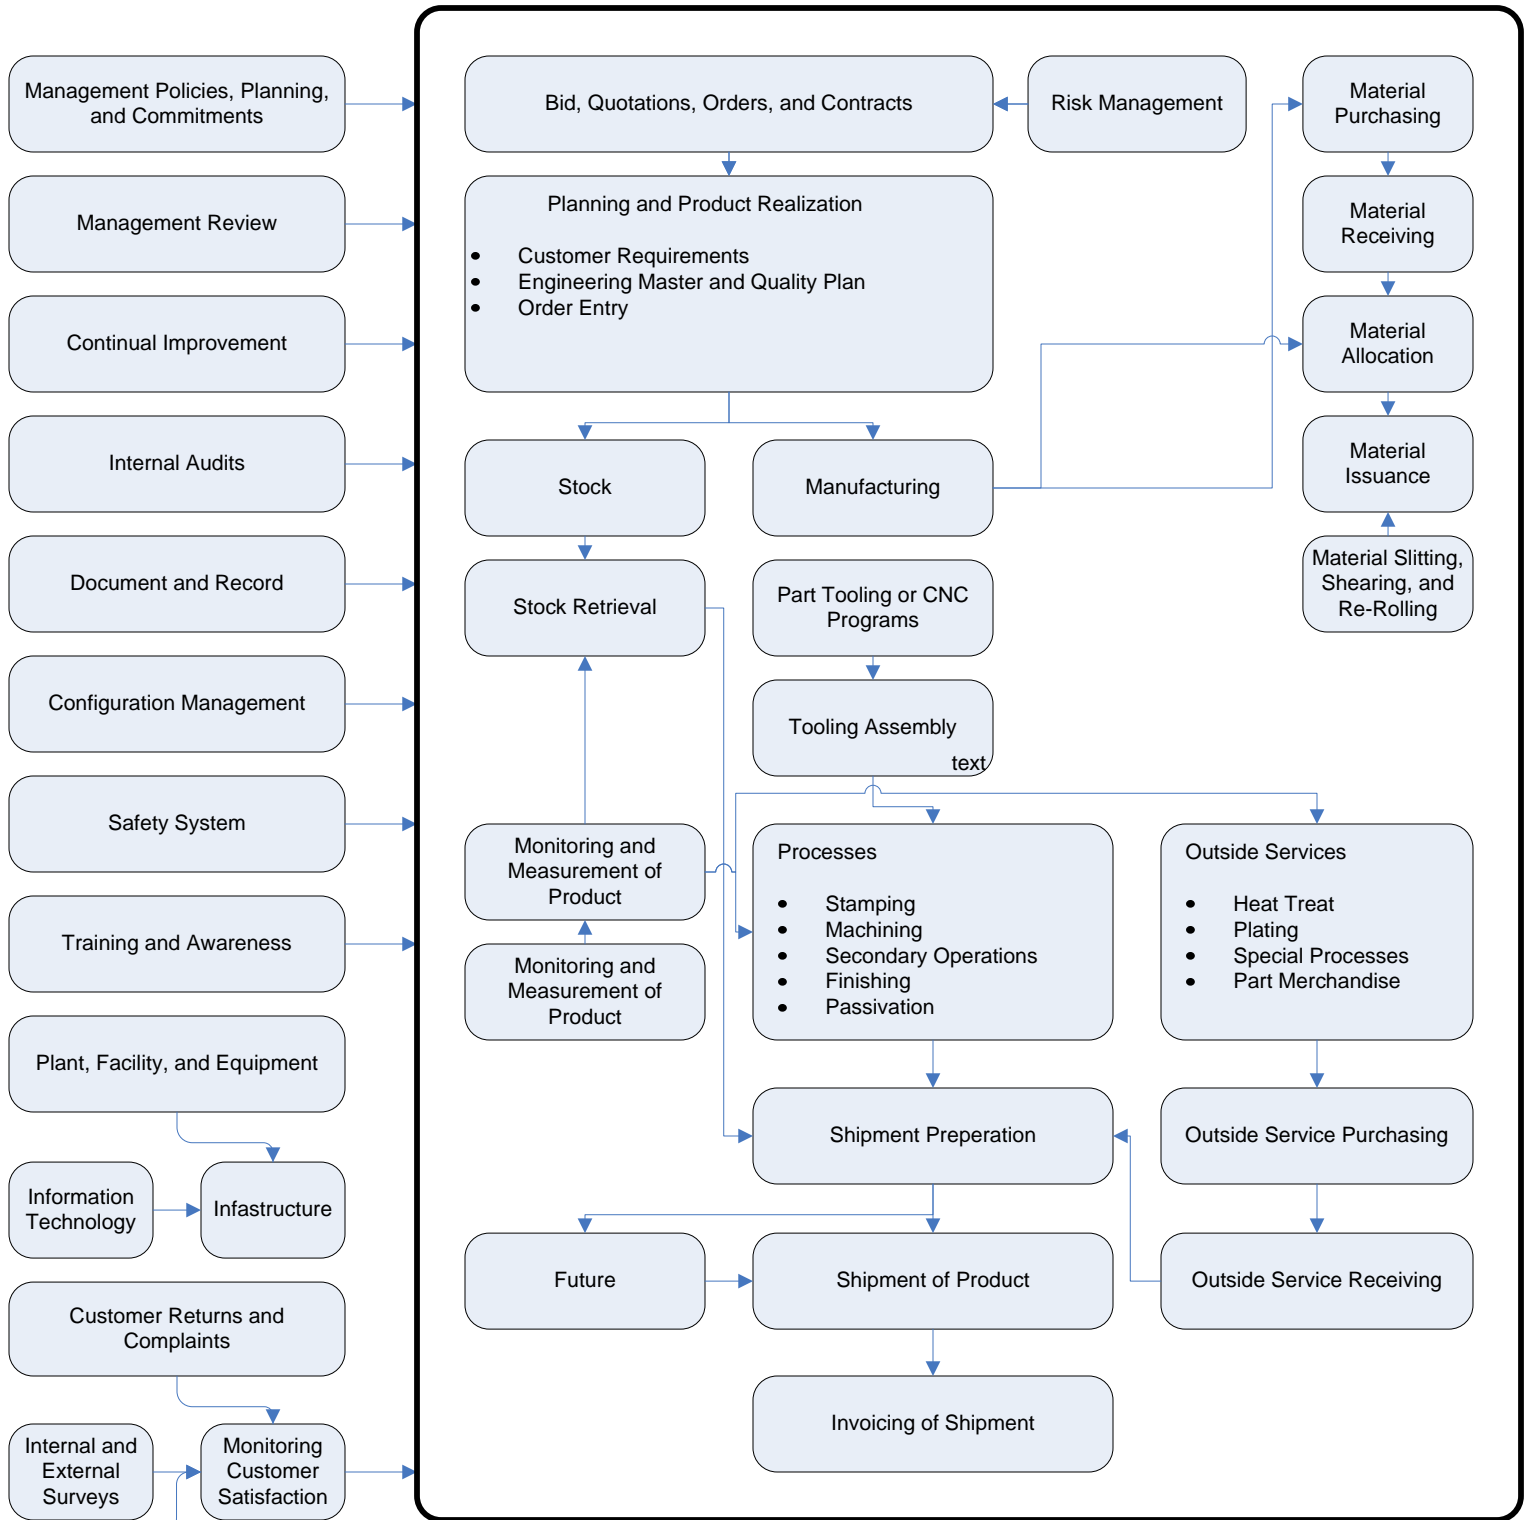 Management Policies, Planning,
and Commitments
Management Review
Continual Improvement
Internal Audits
Document and Record
Configuration Management
Safety System
Training and Awareness
Plant, Facility, and Equipment
Information
Technology
Infastructure
Customer Returns and
Complaints
Internal and
External
Surveys
Monitoring
Customer
Satisfaction
Bid, Quotations, Orders, and Contracts
Risk Management
Planning and Product Realization
• Customer Requirements
• Engineering Master and Quality Plan
• Order Entry
Stock
Manufacturing
Stock Retrieval
Part Tooling or CNC
Programs
Tooling Assembly
text
Monitoring and
Measurement of
Product
Monitoring and
Measurement of
Product
Processes
• Stamping
• Machining
• Secondary Operations
• Finishing
• Passivation
Outside Services
• Heat Treat
• Plating
• Special Processes
• Part Merchandise
Shipment Preperation
Outside Service Purchasing
Future
Shipment of Product
Outside Service Receiving
Invoicing of Shipment
Material
Purchasing
Material
Receiving
Material
Allocation
Material
Issuance
Material Slitting,
Shearing, and
Re-Rolling